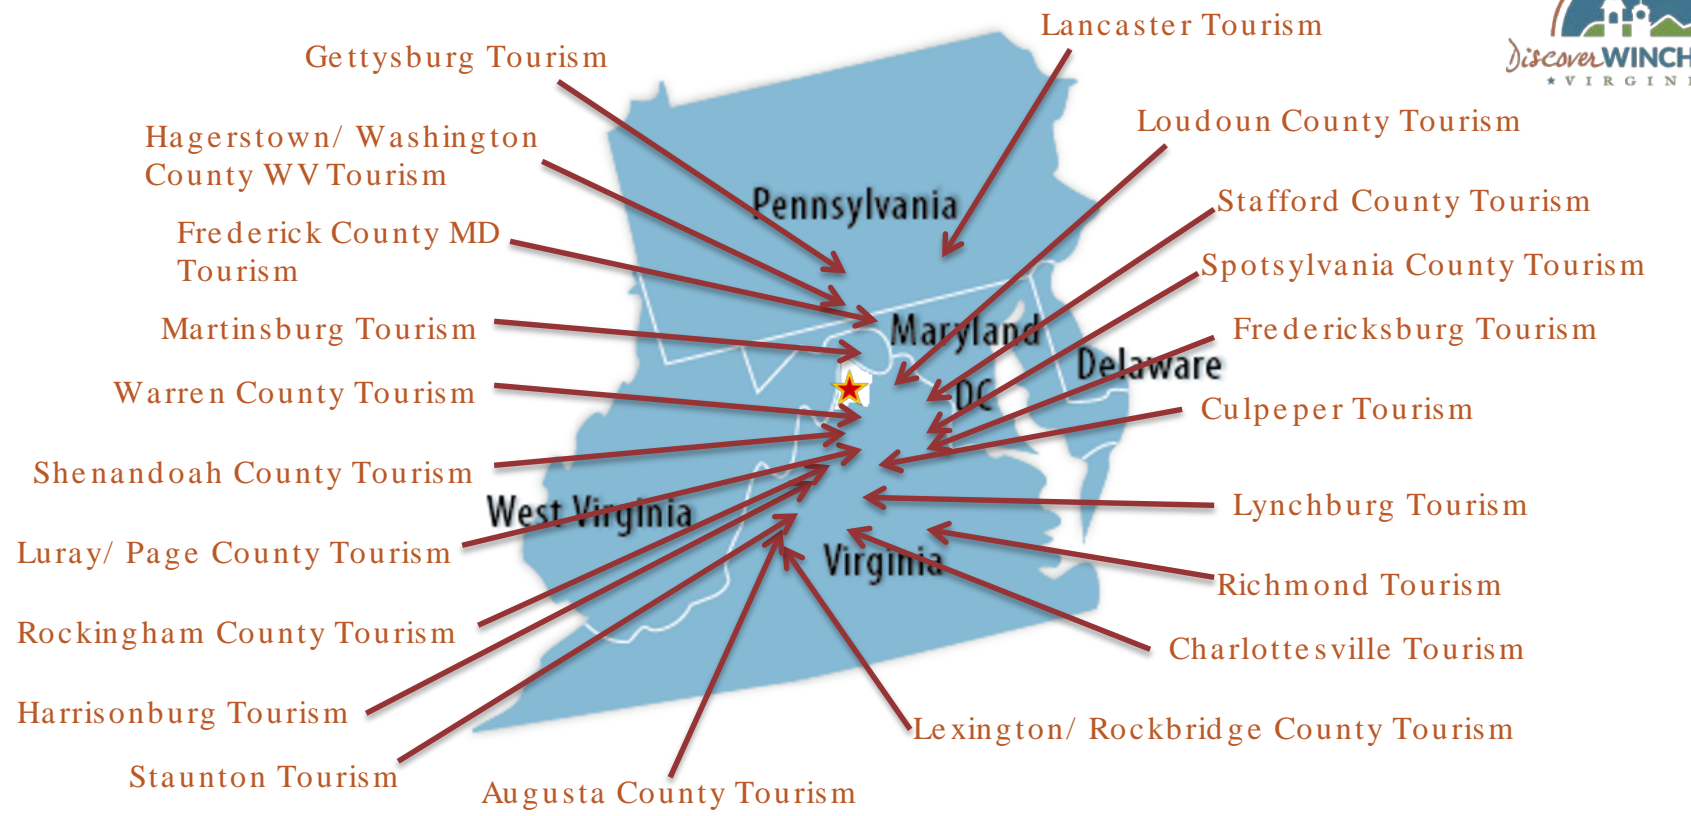 Lancaster Tourism
Discover WINCH
VIRGIN
Gettysburg Tourism
Loudoun County Tourism
Hagerstown/ Washington
County WV Tourism
Pennsylvania
Stafford County Tourism
Frederick County MD
Tourism
Spotsylvania County Tourism
Martinsburg Tourism
Maryland
Fredericksburg Tourism
Delaware
Warren County Tourism
DC
Culpeper Tourism
Shenandoah County Tourism
West Virginia
Lynchburg Tourism
Luray/ Page County Tourism
Virginia
Richmond Tourism
Rockingham County Tourism
Charlottesville Tourism
Harrisonburg Tourism
Lexington/ Rockbridge County Tourism
Staunton Tourism
Augusta County Tourism